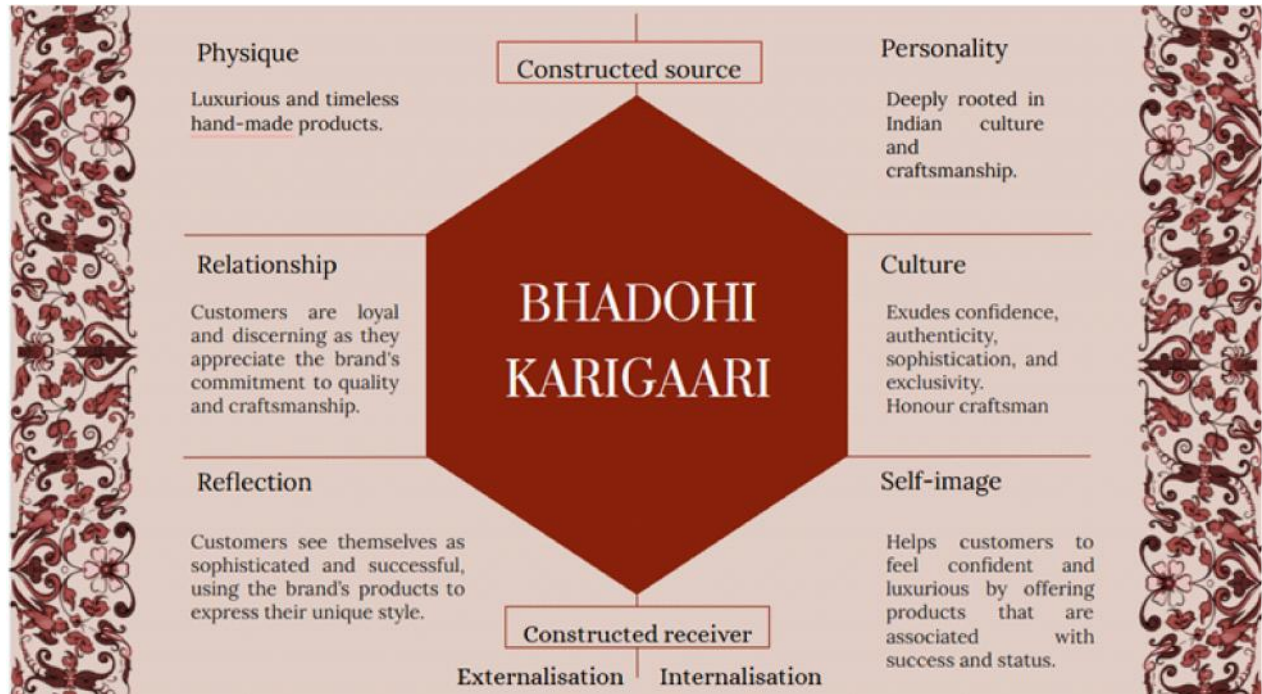 Constructed source
Physique
Luxurious and timeless
hand-made products.
Personality
Deeply rooted in
Indian culture
and
craftsmanship.
Relationship
Customers are loyal
and discerning as they
appreciate the brand's
commitment to quality
and craftsmanship.
BHADOHI
KARIGAARI
Culture
Exudes confidence,
authenticity,
sophistication, and
exclusivity.
Honour craftsman
Reflection
Customers see themselves as
sophisticated and successful,
using the brand's products to
express their unique style.
Self-image
Helps customers to
feel confident and
luxurious by offering
products that are
associated with
success and status.
Constructed receiver
Externalisation
Internalisation